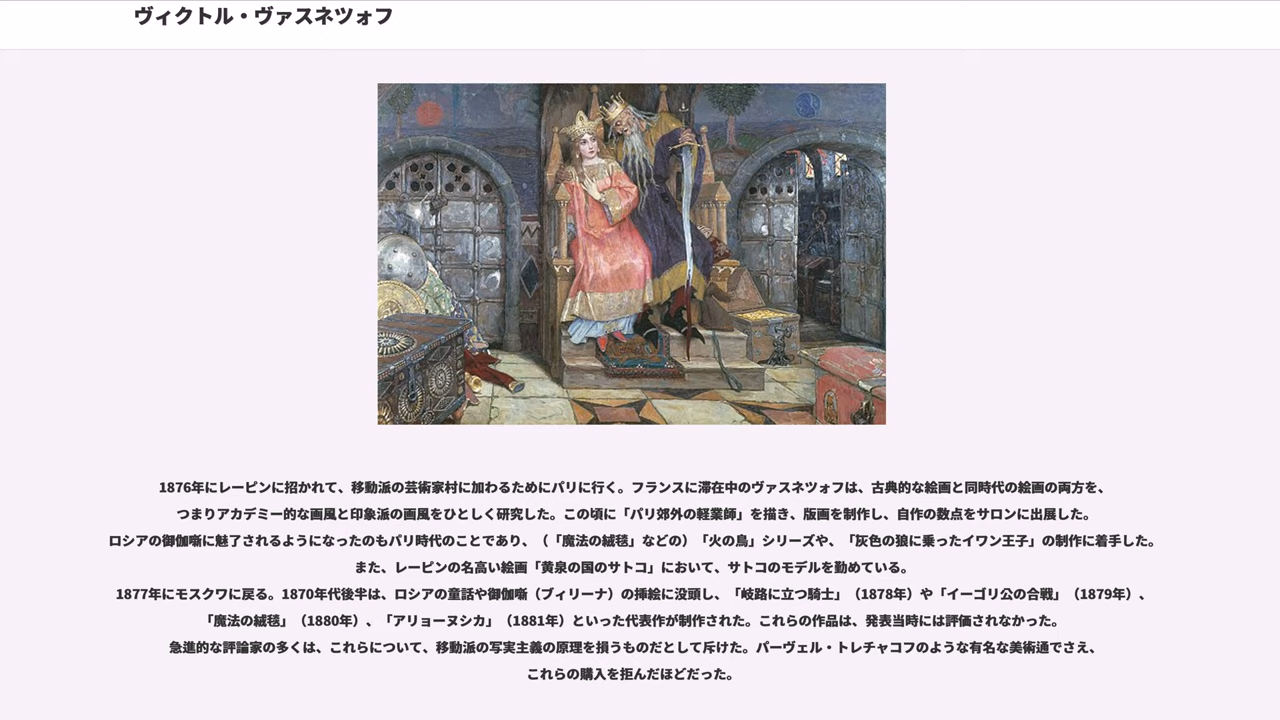 ヴィクトル・ヴァスネツォフ
1876年にレーピンに招かれて、移動派の芸術家村に加わるためにパリに行く。フランスに滞在中のヴァスネツォフは、古典的な絵画と同時代の絵画の両方を、
つまりアカデミー的な画風と印象派の画風をひとしく研究した。この頃に「パリ郊外の軽業師」を描き、版画を制作し、自作の数点をサロンに出展した。
ロシアの御伽噺に魅了されるようになったのもパリ時代のことであり、（「魔法の絨毯」などの）「火の鳥」シリーズや、「灰色の狼に乗ったイワン王子」の制作に着手した。
また、レーピンの名高い絵画「黄泉の国のサトコ」において、サトコのモデルを勤めている。
1877年にモスクワに戻る。1870年代後半は、ロシアの童話や御伽噺（ブィリーナ）の挿絵に没頭し、「岐路に立つ騎士」（1878年）や「イーゴリ公の合戦」（1879年）、
「魔法の絨毯」（1880年）、「アリョーヌシカ」（1881年）といった代表作が制作された。これらの作品は、発表当時には評価されなかった。
急進的な評論家の多くは、これらについて、移動派の写実主義の原理を損うものだとして斥けた。パーヴェル・トレチャコフのような有名な美術通でさえ、
これらの購入を拒んだほどだった。